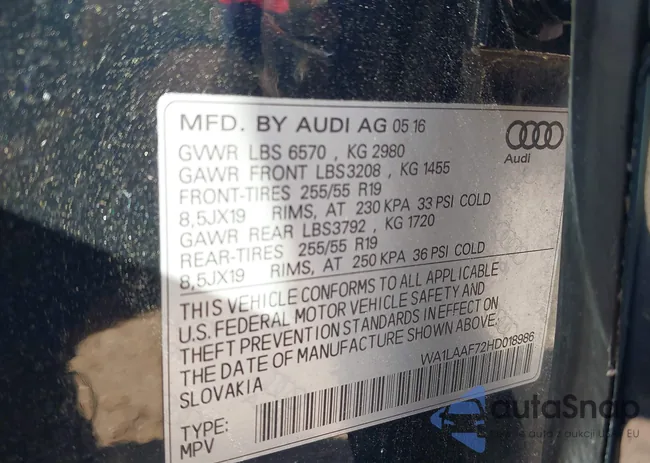 MFD. BY AUDI AG 05 16
Audi
GVWR LBS 6570 , KG 2980
GAWR FRONT LBS3208 , KG 1455
FRONT-TIRES 255/55 R19
8,5JX19 RIMS, AT 230 KPA 33 PSI COLD
GAWR REAR LBS3792 , KG 1720
REAR-TIRES 255/55 R19
8,5JX19 RIMS, AT 250 KPA 36 PSI COLD
THIS VEHICLE CONFORMS TO ALL APPLICABLE
U.S. FEDERAL MOTOR VEHICLE SAFETY AND
THEFT PREVENTION STANDARDS IN EFFECT ON
THE DATE OF MANUFACTURE SHOWN ABOVE.
SLOVAKIA
WA1LAAF72HD018986
TYPE:
MPV
autaSnap
auta z aukcji
EU